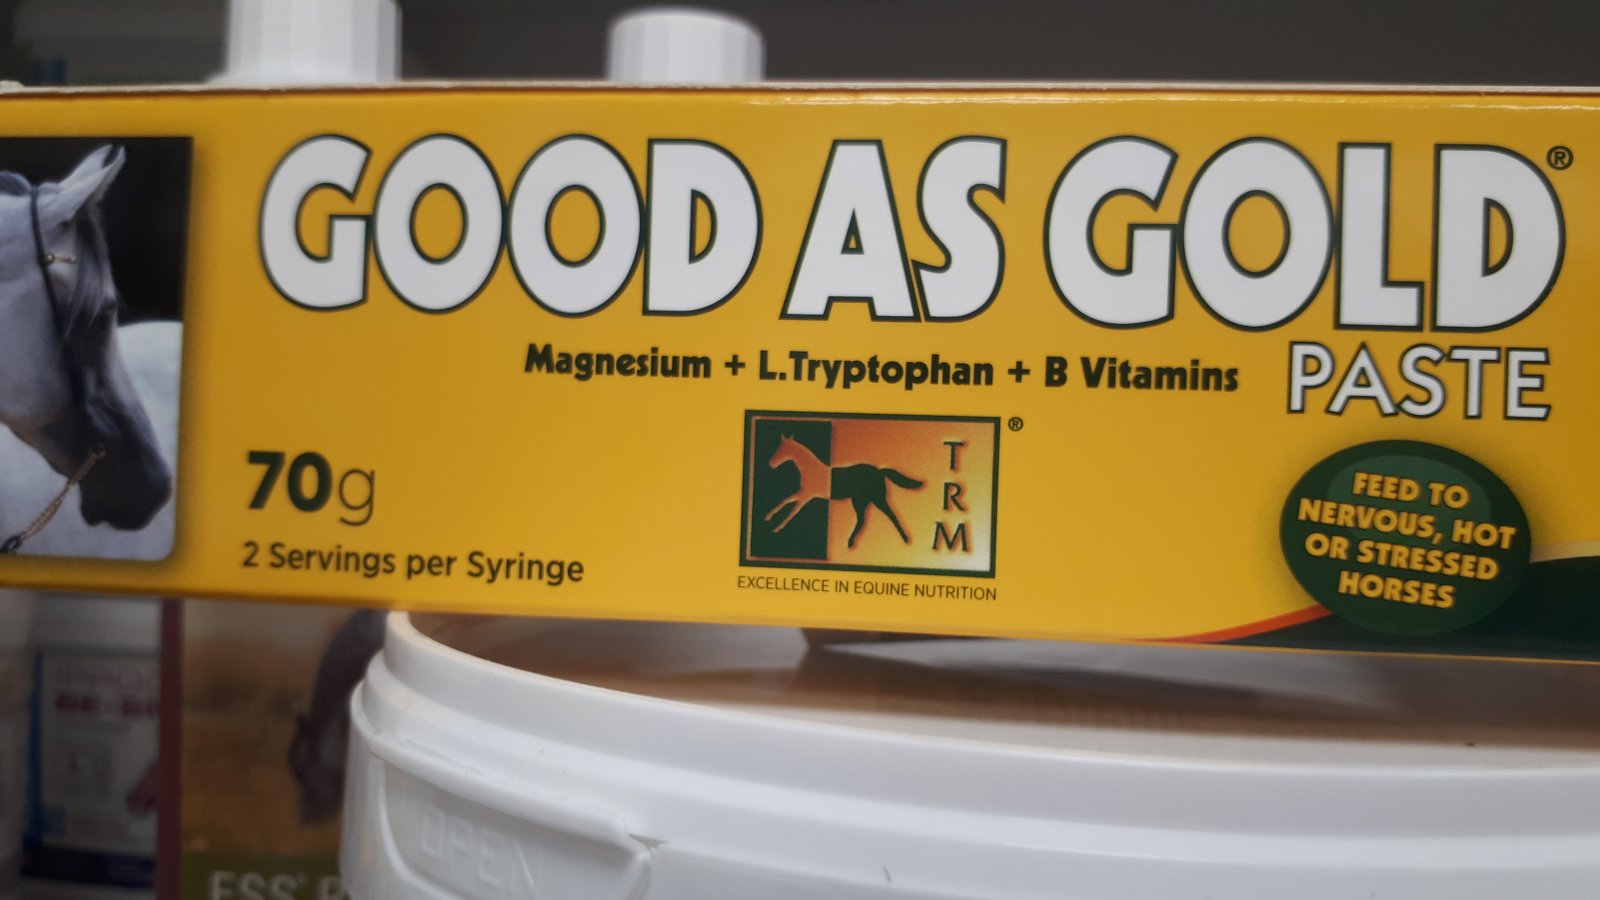 GOOD AS GOLD®
PASTE
Magnesium + L.Tryptophan + B Vitamins
70g
2 Servings per Syringe
TRM®
EXCELLENCE IN EQUINE NUTRITION
FEED TO
NERVOUS, HOT
OR STRESSED
HORSES
OPEN